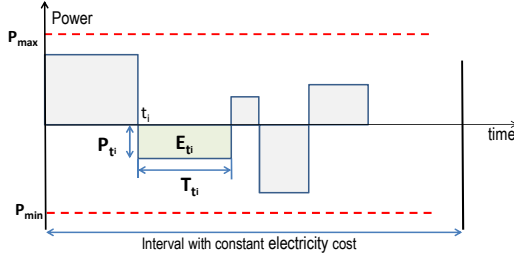 Power
Pmax
ti
Pti
Eti
time
Tti
Pmin
Interval with constant electricity cost